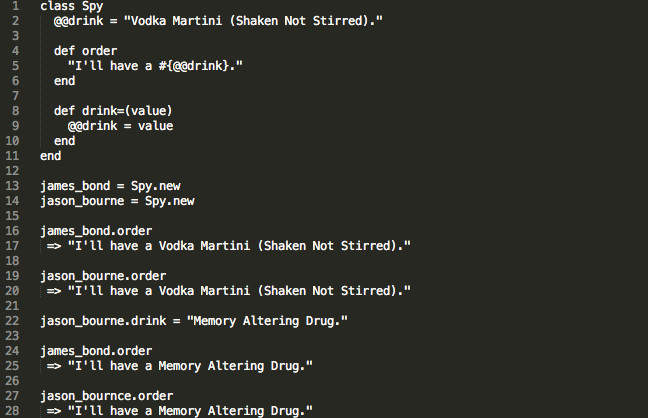 1 class Spy
2   @@drink = "Vodka Martini (Shaken Not Stirred)."
3
4   def order
5     "I'll have a #{@@drink}."
6   end
7
8   def drink=(value)
9     @@drink = value
10   end
11 end
12
13 james_bond = Spy.new
14 jason_bourne = Spy.new
15
16 james_bond.order
17  => "I'll have a Vodka Martini (Shaken Not Stirred)."
18
19 jason_bourne.order
20  => "I'll have a Vodka Martini (Shaken Not Stirred)."
21
22 jason_bourne.drink = "Memory Altering Drug."
23
24 james_bond.order
25  => "I'll have a Memory Altering Drug."
26
27 jason_bournce.order
28  => "I'll have a Memory Altering Drug."